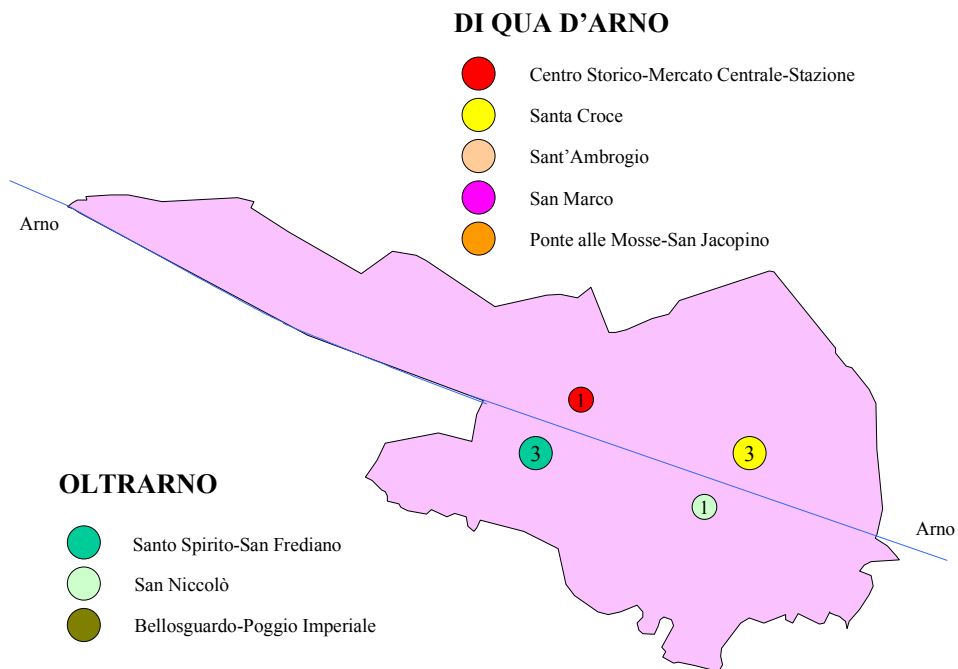 DI QUA D’ARNO
Centro Storico-Mercato Centrale-Stazione
Santa Croce
Sant’Ambrogio
San Marco
Ponte alle Mosse-San Jacopino
Arno
1
3
3
1
Arno
OLTRARNO
Santo Spirito-San Frediano
San Niccolò
Bellosguardo-Poggio Imperiale